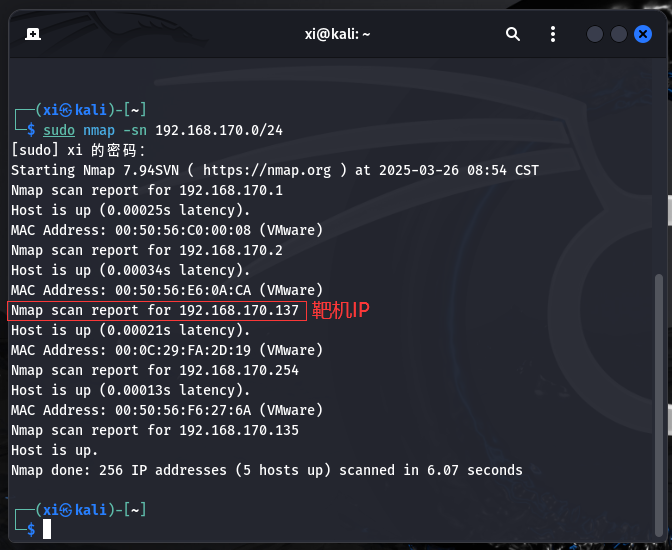 xi@kali: ~
┌──(xi㉿kali)-[~]
└─$ sudo nmap -sn 192.168.170.0/24
[sudo] xi 的密码：
Starting Nmap 7.94SVN ( https://nmap.org ) at 2025-03-26 08:54 CST
Nmap scan report for 192.168.170.1
Host is up (0.00025s latency).
MAC Address: 00:50:56:C0:00:08 (VMware)
Nmap scan report for 192.168.170.2
Host is up (0.00034s latency).
MAC Address: 00:50:56:E6:0A:CA (VMware)
Nmap scan report for 192.168.170.137 靶机IP
Host is up (0.00021s latency).
MAC Address: 00:0C:29:FA:2D:19 (VMware)
Nmap scan report for 192.168.170.254
Host is up (0.00013s latency).
MAC Address: 00:50:56:F6:27:6A (VMware)
Nmap scan report for 192.168.170.135
Host is up.
Nmap done: 256 IP addresses (5 hosts up) scanned in 6.07 seconds
┌──(xi㉿kali)-[~]
└─$